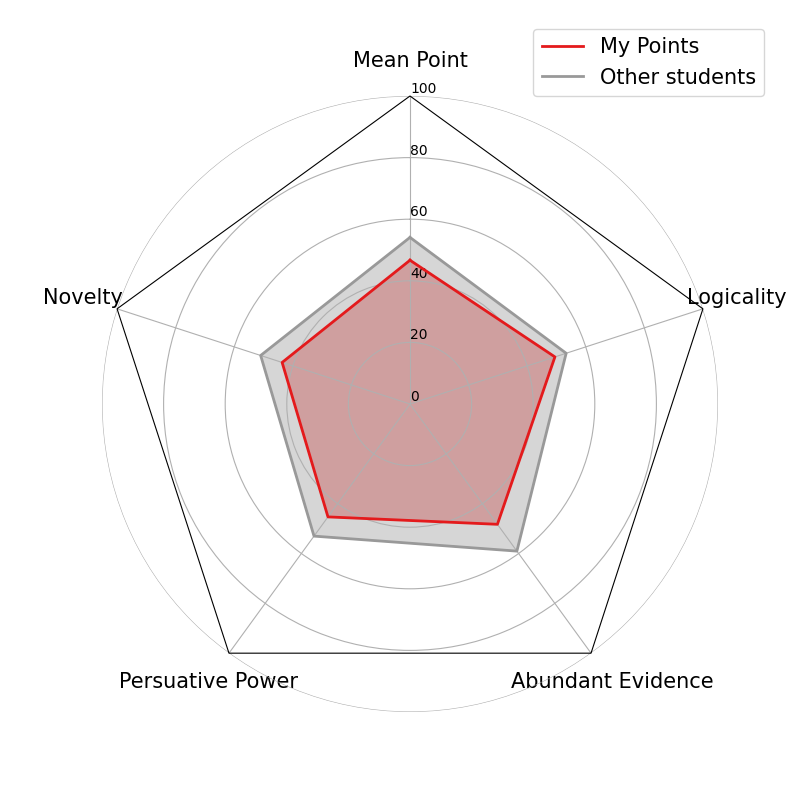 My Points
Other students
Mean Point
100
80
60
40
20
0
Novelty
Logicality
Persuative Power
Abundant Evidence